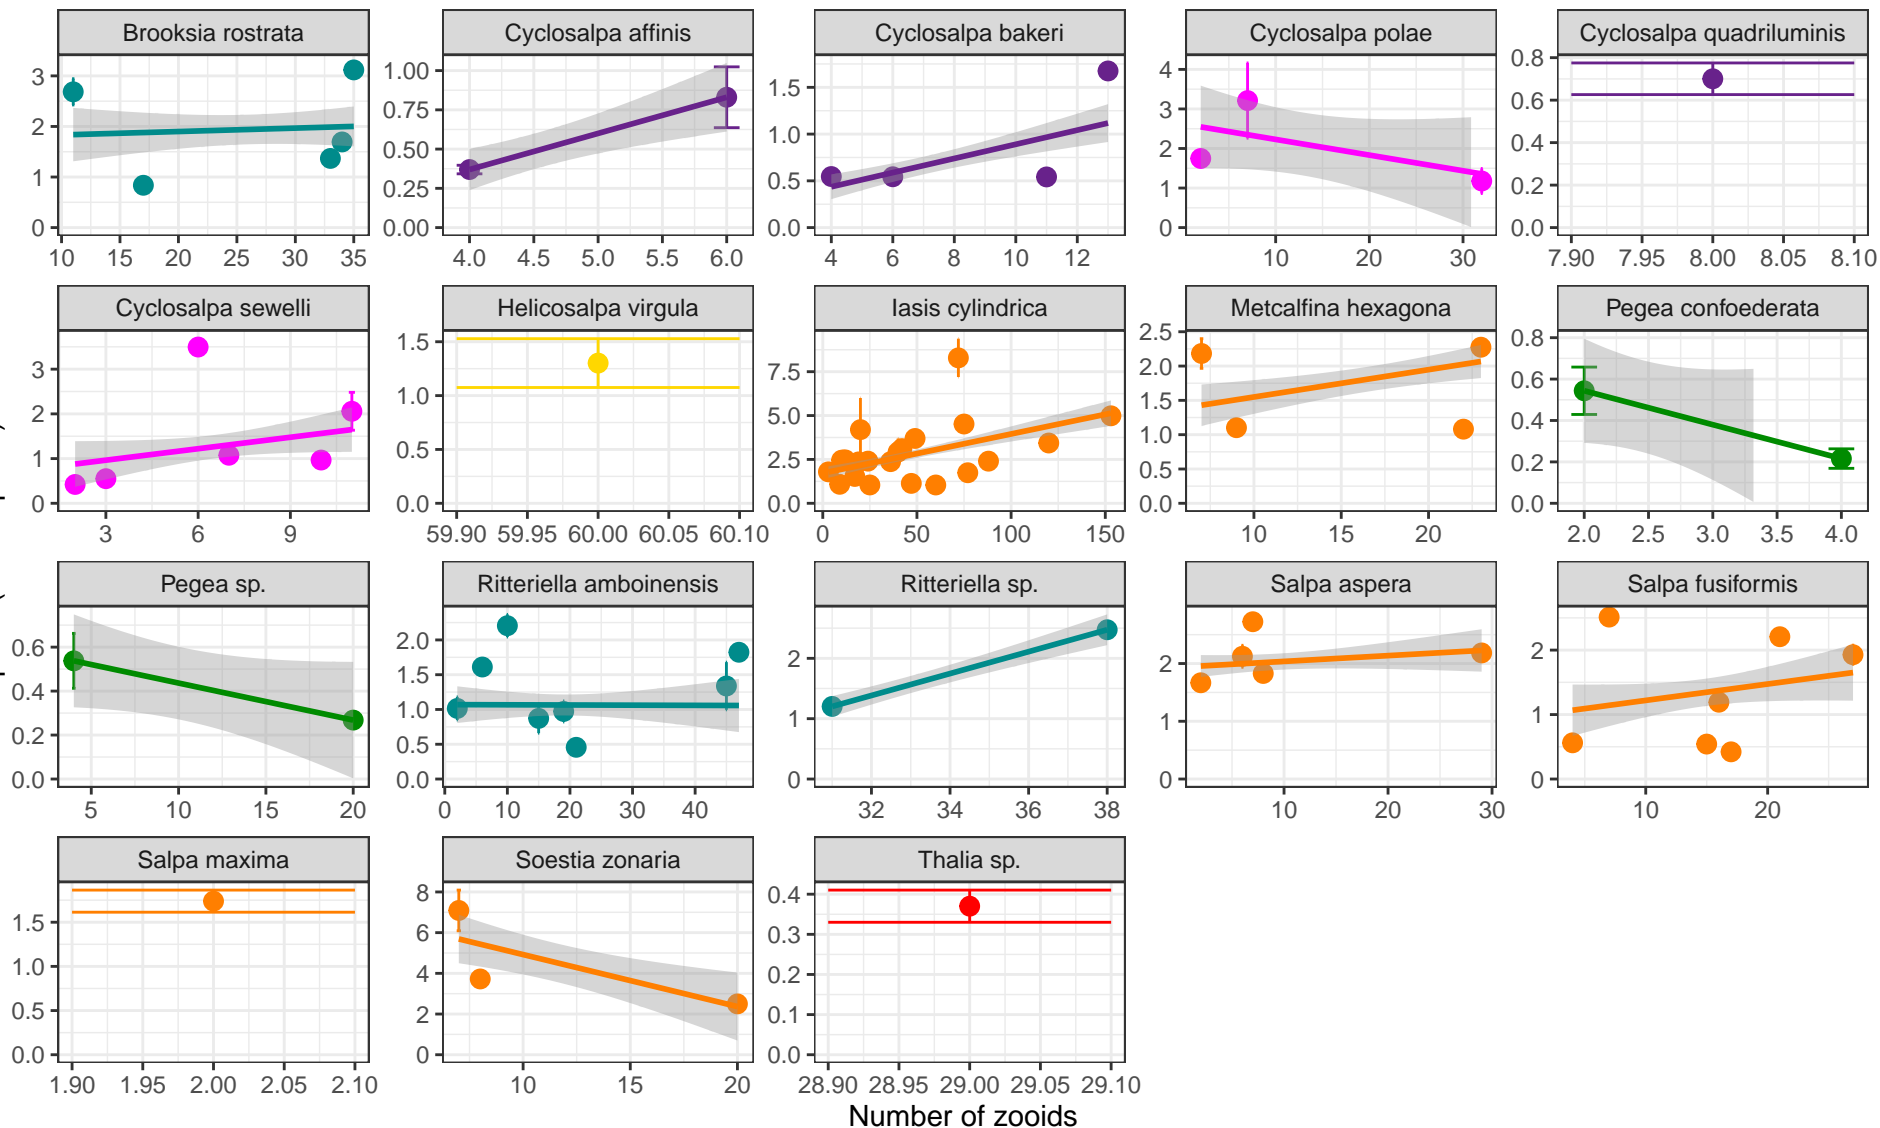 Brooksia rostrata Cyclosalpa affinis Cyclosalpa bakeri Cyclosalpa polae Cyclosalpa quadriluminis
3 2 1 0
10 15 20 25 30 35
1.00 0.75 0.50 0.25 0.00
4.0 4.5 5.0 5.5 6.0
1.5 1.0 0.5 0.0
4 6 8 10 12
4 3 2 1 0
10 20 30
0.8 0.6 0.4 0.2 0.0
7.90 7.95 8.00 8.05 8.10
Cyclosalpa sewelli Helicosalpa virgula Iasis cylindrica Metcalfina hexagona Pegea confoederata
3 2 1 0
3 6 9
1.5 1.0 0.5 0.0
59.90 59.95 60.00 60.05 60.10
7.5 5.0 2.5 0.0
0 50 100 150
2.5 2.0 1.5 1.0 0.5 0.0
10 15 20
0.8 0.6 0.4 0.2 0.0
2.0 2.5 3.0 3.5 4.0
Pegea sp. Ritteriella amboinensis Ritteriella sp. Salpa aspera Salpa fusiformis
0.6 0.4 0.2 0.0
5 10 15 20
2.0 1.5 1.0 0.5 0.0
0 10 20 30 40
2 1 0
32 34 36 38
2 1 0
10 20 30
2 1 0
10 20
Salpa maxima Soestia zonaria Thalia sp.
1.5 1.0 0.5 0.0
1.90 1.95 2.00 2.05 2.10
8 6 4 2 0
10 15 20
0.4 0.3 0.2 0.1 0.0
28.90 28.95 29.00 29.05 29.10
Number of zooids